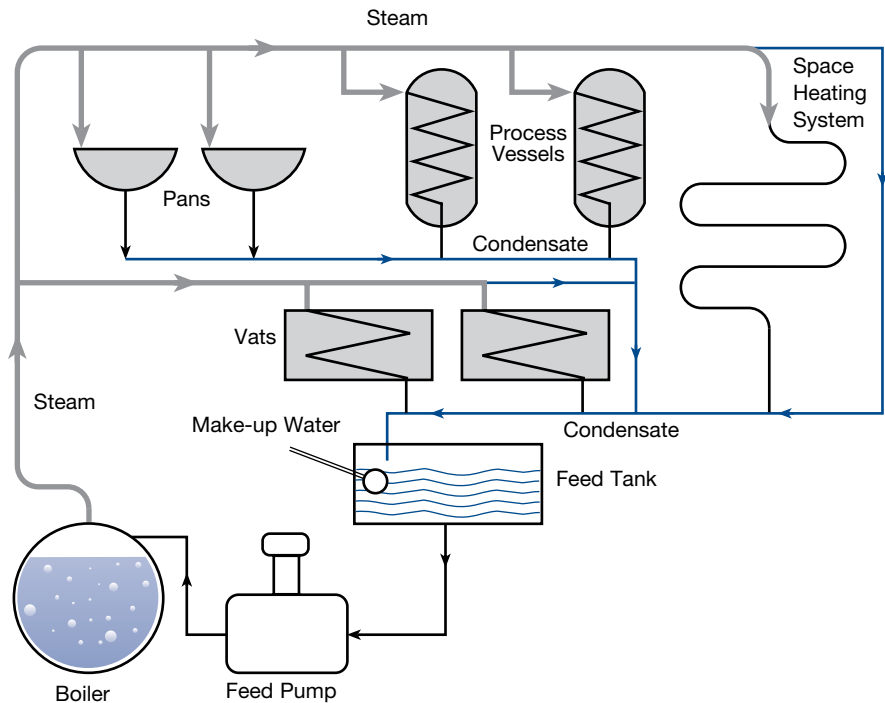 Steam
Space
Heating
System
Process
Vessels
Pans
Condensate
Vats
Steam
Make-up Water
Condensate
Feed Tank
Boiler
Feed Pump